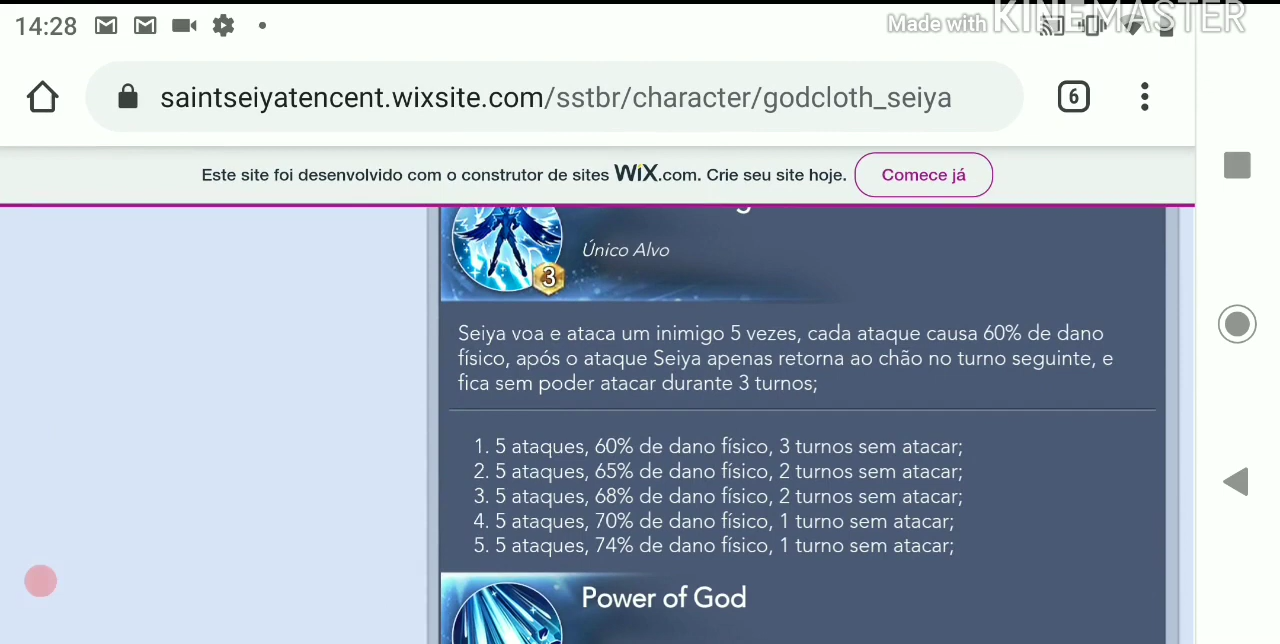 14:28
Made with KINEMASTER
saintseiyatencent.wixsite.com/sstbr/character/godcloth_seiya
6
Este site foi desenvolvido com o construtor de sites WiX.com. Crie seu site hoje.
Comece já
Único Alvo
3
Seiya voa e ataca um inimigo 5 vezes, cada ataque causa 60% de dano
físico, após o ataque Seiya apenas retorna ao chão no turno seguinte, e
fica sem poder atacar durante 3 turnos;
1. 5 ataques, 60% de dano físico, 3 turnos sem atacar;
2. 5 ataques, 65% de dano físico, 2 turnos sem atacar;
3. 5 ataques, 68% de dano físico, 2 turnos sem atacar;
4. 5 ataques, 70% de dano físico, 1 turno sem atacar;
5. 5 ataques, 74% de dano físico, 1 turno sem atacar;
Power of God